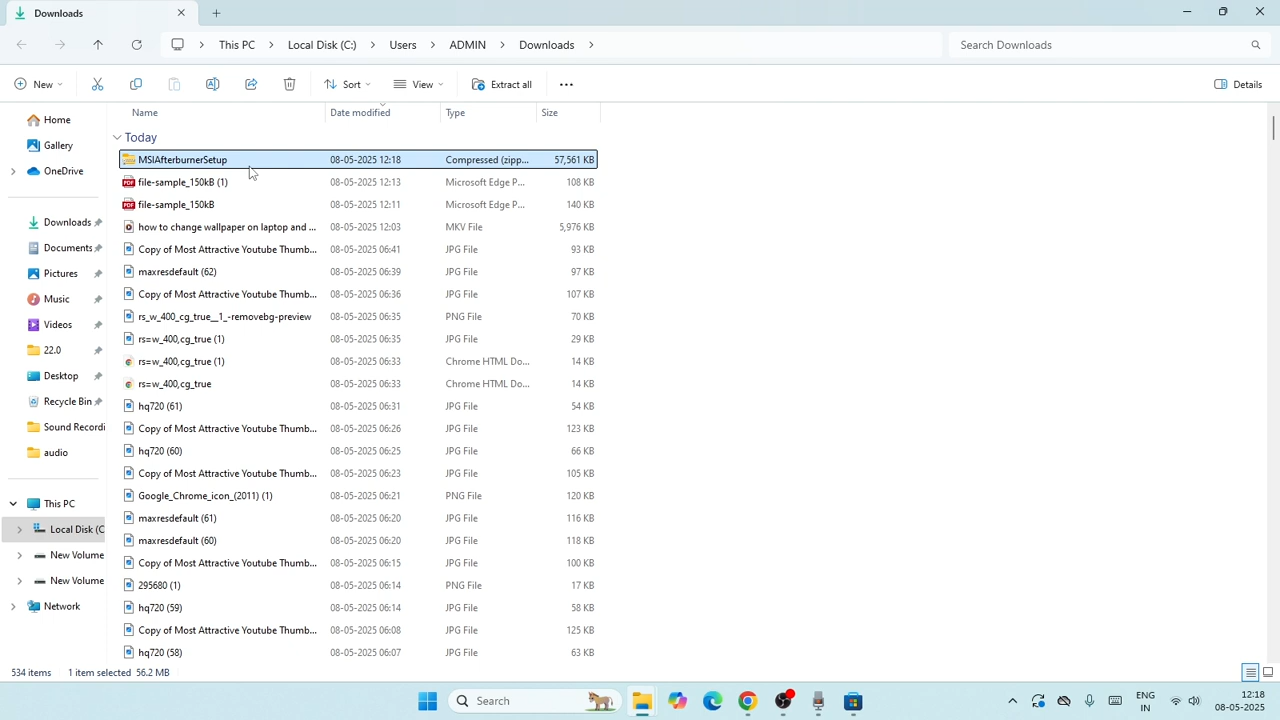 Downloads
This PC > Local Disk (C:) > Users > ADMIN > Downloads >
Search Downloads
New
Sort
View
Extract all
Details
Home
Gallery
OneDrive
Downloads
Documents
Pictures
Music
Videos
22.0
Desktop
Recycle Bin
Sound Recordi
audio
This PC
Local Disk (C
New Volume
New Volume
Network
Name Date modified Type Size
Today
MSIAfterburnerSetup 08-05-2025 12:18 Compressed (zipp... 57,561 KB
file-sample_150kB (1) 08-05-2025 12:13 Microsoft Edge P... 108 KB
file-sample_150kB 08-05-2025 12:11 Microsoft Edge P... 140 KB
how to change wallpaper on laptop and ... 08-05-2025 12:03 MKV File 5,976 KB
Copy of Most Attractive Youtube Thumb... 08-05-2025 06:41 JPG File 93 KB
maxresdefault (62) 08-05-2025 06:39 JPG File 97 KB
Copy of Most Attractive Youtube Thumb... 08-05-2025 06:36 JPG File 107 KB
rs_w_400_cg_true__1_-removebg-preview 08-05-2025 06:35 PNG File 70 KB
rs=w_400,cg_true (1) 08-05-2025 06:35 JPG File 29 KB
rs=w_400,cg_true (1) 08-05-2025 06:33 Chrome HTML Do... 14 KB
rs=w_400,cg_true 08-05-2025 06:33 Chrome HTML Do... 14 KB
hq720 (61) 08-05-2025 06:31 JPG File 54 KB
Copy of Most Attractive Youtube Thumb... 08-05-2025 06:26 JPG File 123 KB
hq720 (60) 08-05-2025 06:25 JPG File 66 KB
Copy of Most Attractive Youtube Thumb... 08-05-2025 06:23 JPG File 105 KB
Google_Chrome_icon_(2011) (1) 08-05-2025 06:21 PNG File 120 KB
maxresdefault (61) 08-05-2025 06:20 JPG File 116 KB
maxresdefault (60) 08-05-2025 06:20 JPG File 118 KB
Copy of Most Attractive Youtube Thumb... 08-05-2025 06:15 JPG File 100 KB
295680 (1) 08-05-2025 06:14 PNG File 17 KB
hq720 (59) 08-05-2025 06:14 JPG File 58 KB
Copy of Most Attractive Youtube Thumb... 08-05-2025 06:08 JPG File 125 KB
hq720 (58) 08-05-2025 06:07 JPG File 63 KB
534 items 1 item selected 56.2 MB
Search
ENG
IN
12:18
08-05-2025